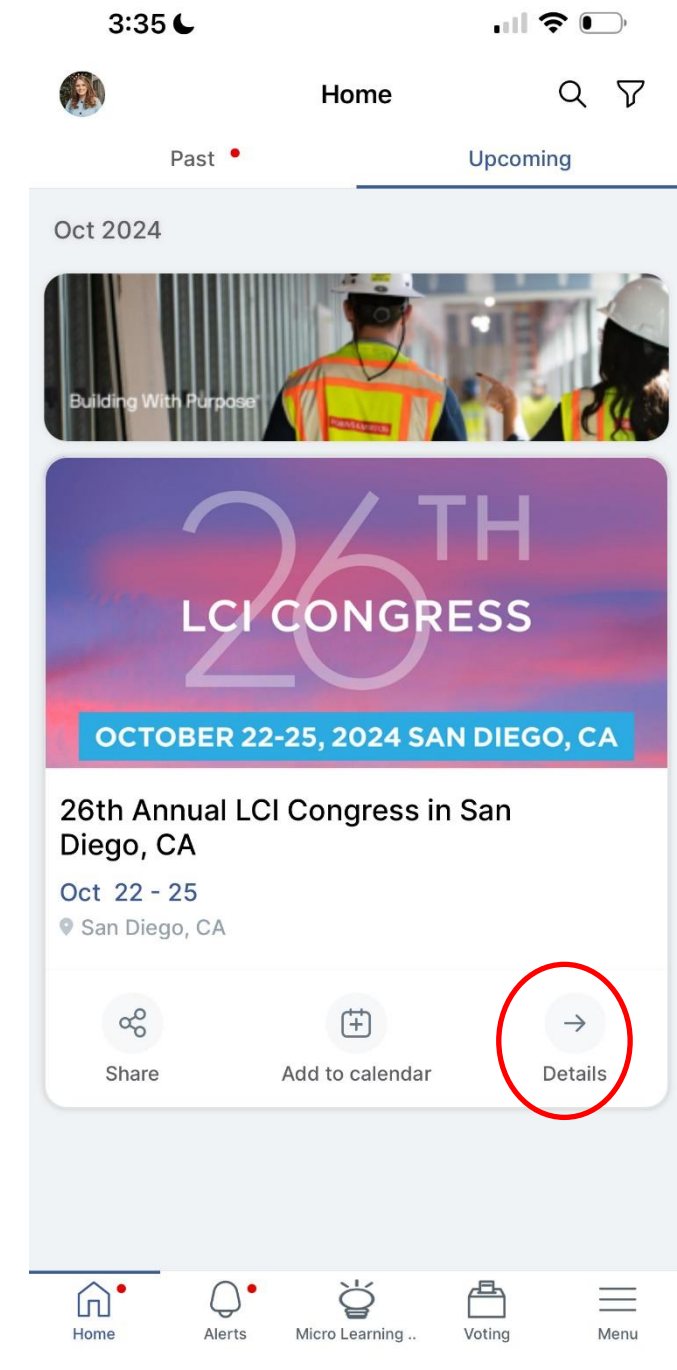 3:35
Home
Past
Upcoming
Oct 2024
Building With Purpose
26TH
LCI CONGRESS
OCTOBER 22-25, 2024 SAN DIEGO, CA
26th Annual LCI Congress in San
Diego, CA
Oct 22 - 25
San Diego, CA
Share
Add to calendar
Details
Home
Alerts
Micro Learning ..
Voting
Menu